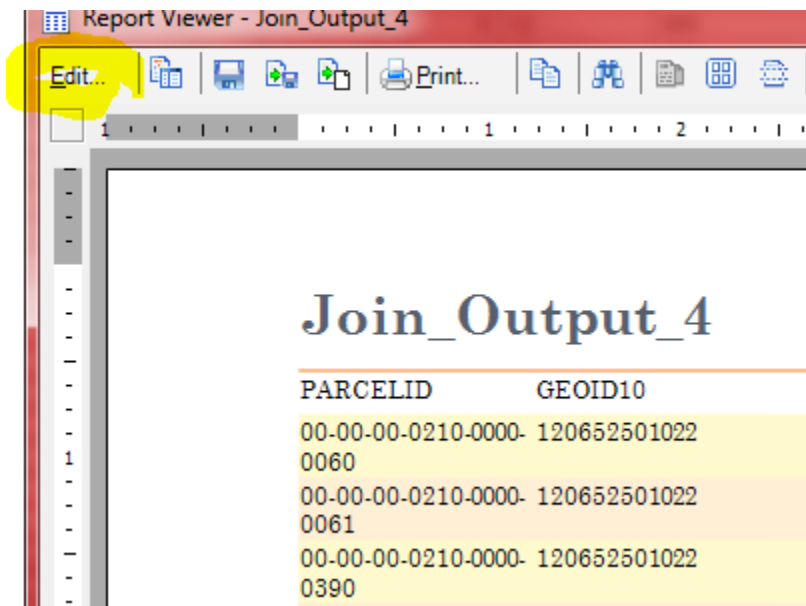 Report Viewer - Join_Output_4
Edit... Print...
1 1 2
Join_Output_4
PARCELID GEOID10
00-00-00-0210-0000- 120652501022
0060
00-00-00-0210-0000- 120652501022
0061
1
00-00-00-0210-0000- 120652501022
0390